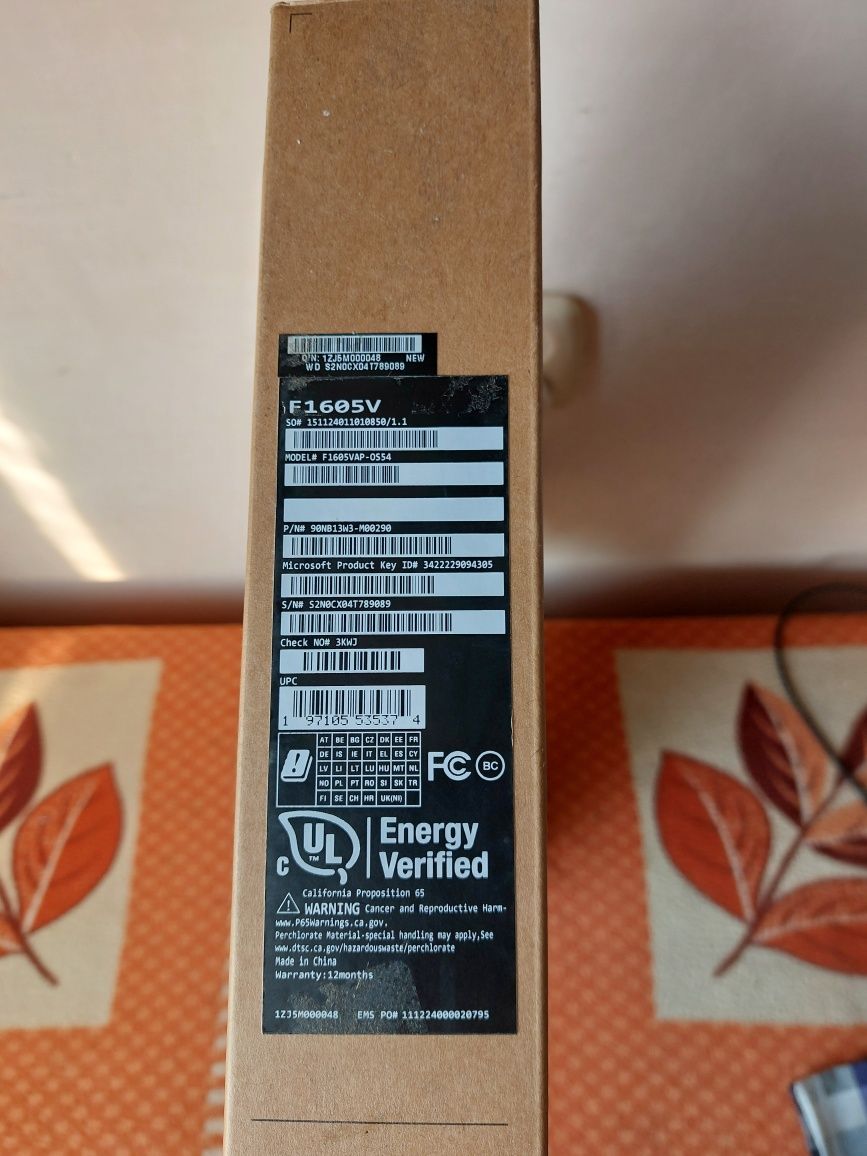 O/N: 1ZJ5M000048 NEW
WD S2N0CX04T789089
F1605V
SO# 151124011010850/1.1
MODEL# F1605VAP-OS54
P/N# 90NB13W3-M00290
Microsoft Product Key ID# 3422229094305
S/N# S2N0CX04T789089
Check NO# 3KWJ
UPC
1 97105 53537 4
AT BE BG CZ DK EE FR
DE IS IE IT EL ES CY
LV LI LT LU HU MT NL
NO PL PT RO SI SK TR
FI SE CH HR UK(NI)
FC BC
C UL ™ Energy
Verified
California Proposition 65
WARNING Cancer and Reproductive Harm-
www.P65Warnings.ca.gov.
Perchlorate Material-special handling may apply,See
www.dtsc.ca.gov/hazardouswaste/perchlorate
Made in China
Warranty:12months
1ZJ5M000048 EMS PO# 111224000020795